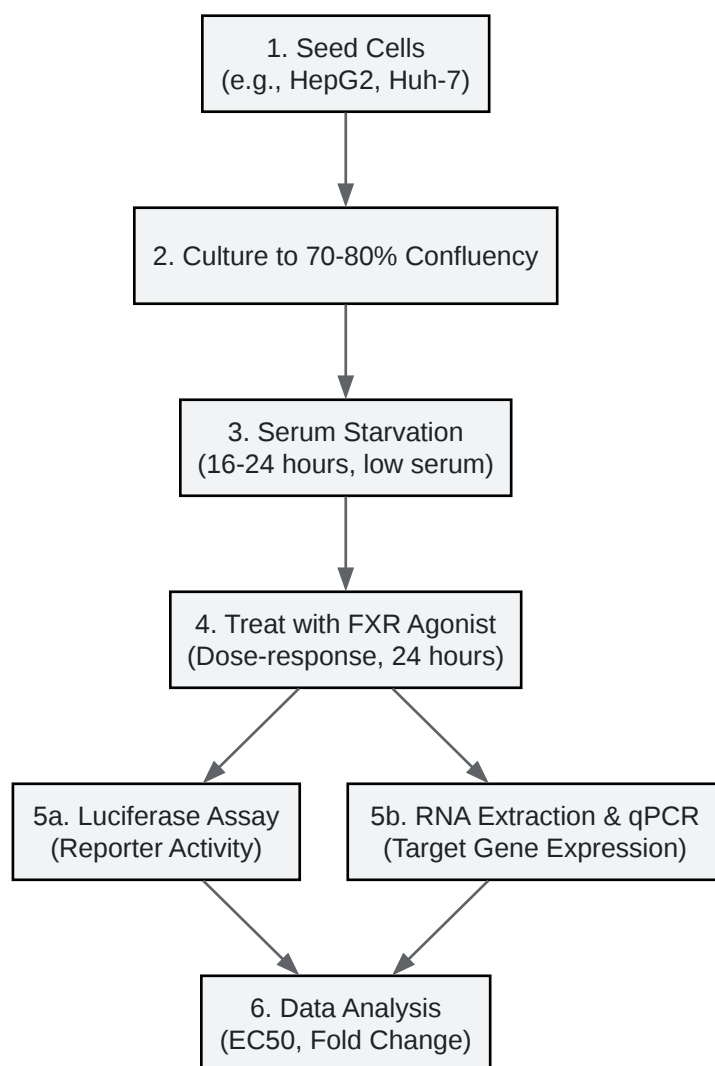 1. Seed Cells
(e.g., HepG2, Huh-7)
2. Culture to 70-80% Confluency
3. Serum Starvation
(16-24 hours, low serum)
4. Treat with FXR Agonist
(Dose-response, 24 hours)
5a. Luciferase Assay
(Reporter Activity)
5b. RNA Extraction & qPCR
(Target Gene Expression)
6. Data Analysis
(EC50, Fold Change)